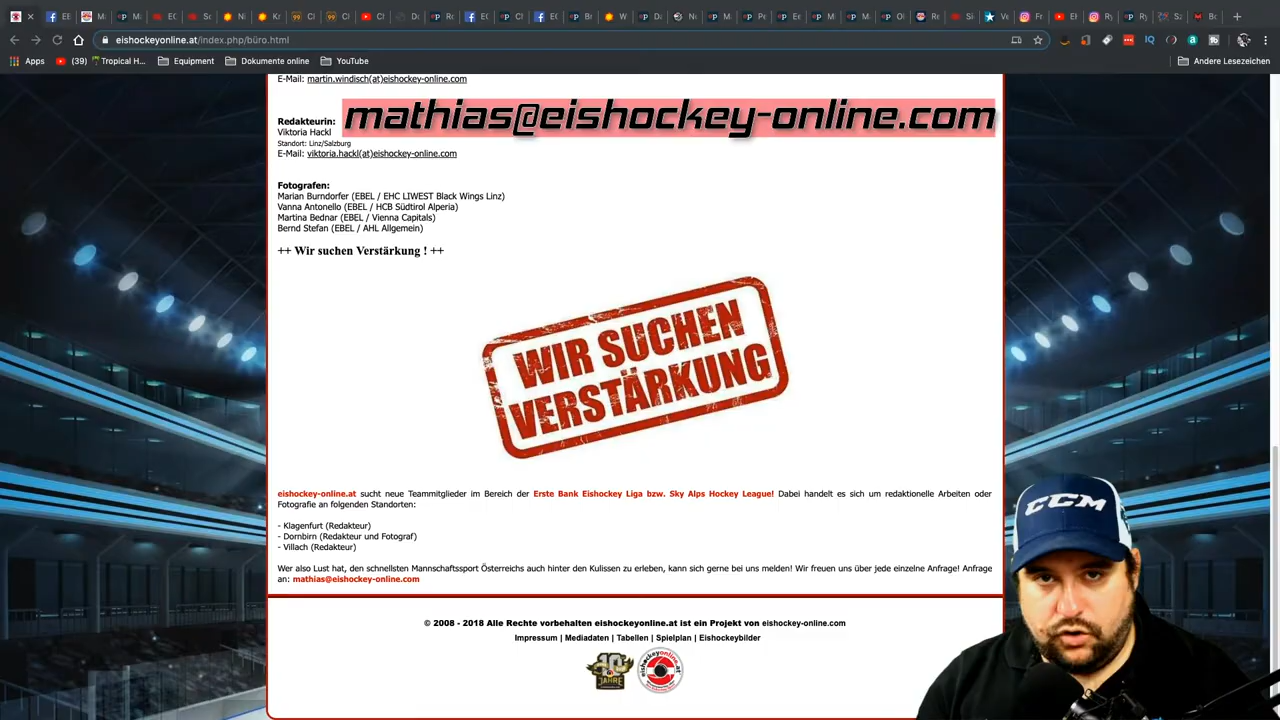 eishockeyonline.at/index.php/büro.html
Apps
(39)
Tropical H...
Equipment
Dokumente online
YouTube
Andere Lesezeichen
E-Mail: martin.windisch(at)eishockey-online.com
mathias@eishockey-online.com
Redakteurin:
Viktoria Hackl
Standort: Linz/Salzburg
E-Mail: viktoria.hackl(at)eishockey-online.com
Fotografen:
Marian Burndorfer (EBEL / EHC LIWEST Black Wings Linz)
Vanna Antonello (EBEL / HCB Südtirol Alperia)
Martina Bednar (EBEL / Vienna Capitals)
Bernd Stefan (EBEL / AHL Allgemein)
++ Wir suchen Verstärkung ! ++
WIR SUCHEN
VERSTÄRKUNG
eishockey-online.at sucht neue Teammitglieder im Bereich der Erste Bank Eishockey Liga bzw. Sky Alps Hockey League! Dabei handelt es sich um redaktionelle Arbeiten oder
Fotografie an folgenden Standorten:
- Klagenfurt (Redakteur)
- Dornbirn (Redakteur und Fotograf)
- Villach (Redakteur)
Wer also Lust hat, den schnellsten Mannschaftssport Österreichs auch hinter den Kulissen zu erleben, kann sich gerne bei uns melden! Wir freuen uns über jede einzelne Anfrage! Anfrage
an: mathias@eishockey-online.com
CCM
© 2008 - 2018 Alle Rechte vorbehalten eishockeyonline.at ist ein Projekt von eishockey-online.com
Impressum | Mediadaten | Tabellen | Spielplan | Eishockeybilder
10
JAHRE